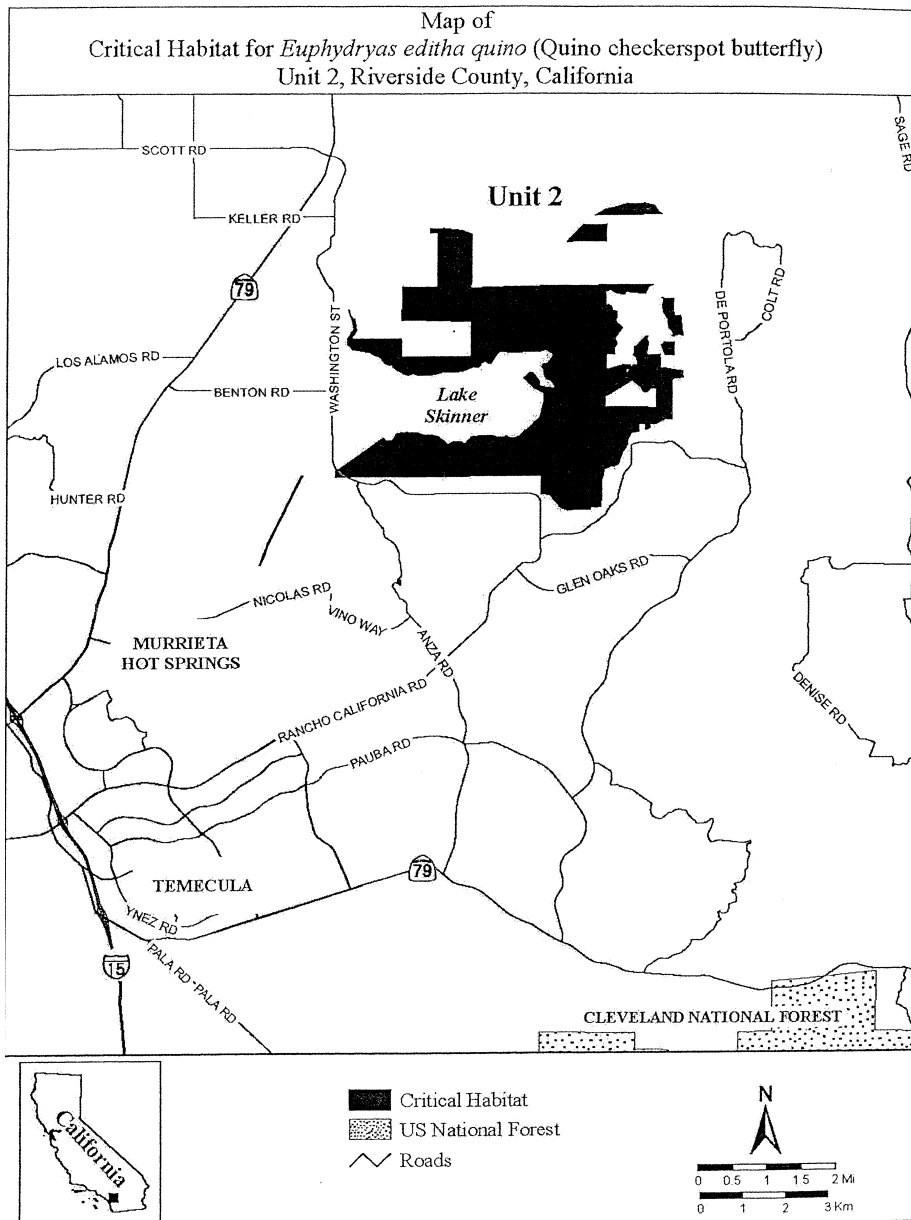 Map of
Critical Habitat for Euphydryas editha quino (Quino checkerspot butterfly)
Unit 2, Riverside County, California
SAGE RD
SCOTT RD
Unit 2
KELLER RD
79
COLT RD
DE PORTOLA RD
WASHINGTON ST
LOS ALAMOS RD
BENTON RD
Lake
Skinner
HUNTER RD
GLEN OAKS RD
NICOLAS RD
VINO WAY
MURRIETA
HOT SPRINGS
ANZA RD
DENISE RD
RANCHO CALIFORNIA RD
PAUBA RD
79
TEMECULA
YNEZ RD
15
PALA RD
PALA RD
CLEVELAND NATIONAL FOREST
California
Critical Habitat
US National Forest
Roads
N
0 0.5 1 1.5 2 Mi
0 1 2 3 Km